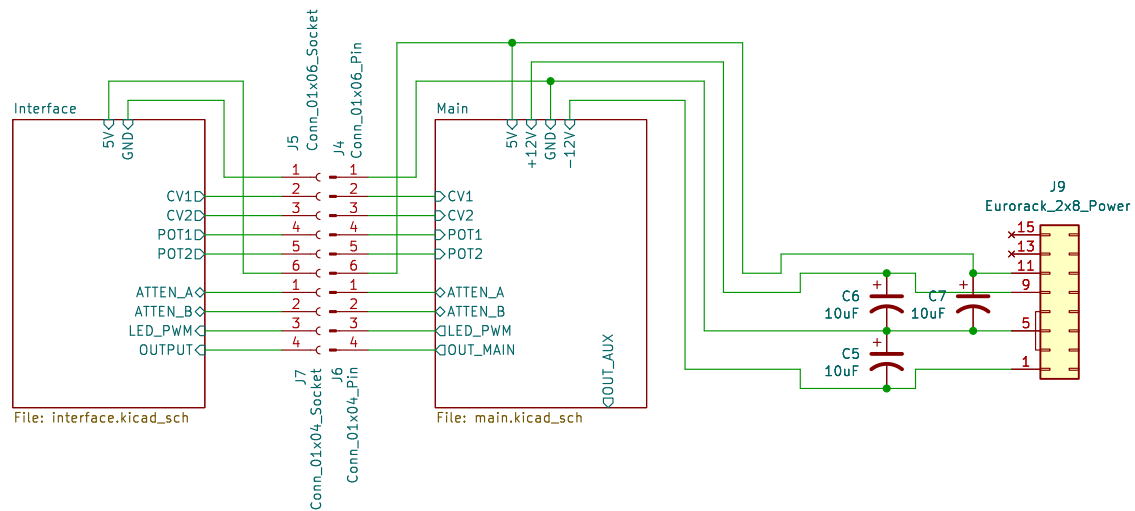 Interface
5V
GND
CV1
CV2
POT1
POT2
ATTEN_A
ATTEN_B
LED_PWM
OUTPUT
File: interface.kicad_sch
Conn_01x06_Socket
J5
1
2
3
4
5
6
1
2
3
4
J7
Conn_01x04_Socket
Conn_01x06_Pin
J4
1
2
3
4
5
6
1
2
3
4
J6
Conn_01x04_Pin
Main
5V
+12V
GND
-12V
CV1
CV2
POT1
POT2
ATTEN_A
ATTEN_B
LED_PWM
OUT_MAIN
OUT_AUX
File: main.kicad_sch
+
C6
10uF
+
C7
10uF
+
C5
10uF
J9
Eurorack_2x8_Power
15
13
11
9
5
1